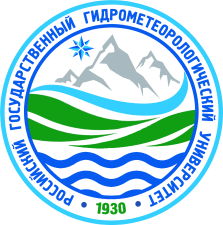 РОССИЙСКИЙ ГОСУДАРСТВЕННЫЙ ГИДРОМЕТЕОРОЛОГИЧЕСКИЙ УНИВЕРСИТЕТ
• 1930 •